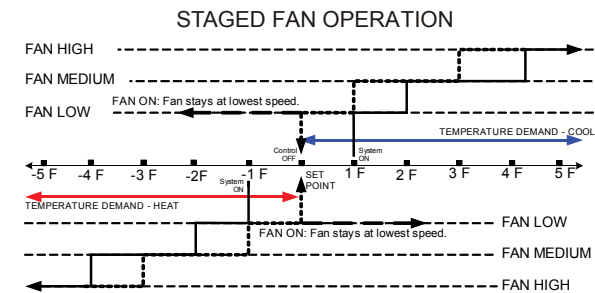 STAGED FAN OPERATION
FAN HIGH
FAN MEDIUM
FAN ON: Fan stays at lowest speed.
FAN LOW
TEMPERATURE DEMAND - COOL
Control
OFF
System
ON
-5 F -4 F -3 F -2F -1 F SET
POINT 1 F 2 F 3 F 4 F 5 F
System
ON
TEMPERATURE DEMAND - HEAT
FAN LOW
FAN ON: Fan stays at lowest speed.
FAN MEDIUM
FAN HIGH